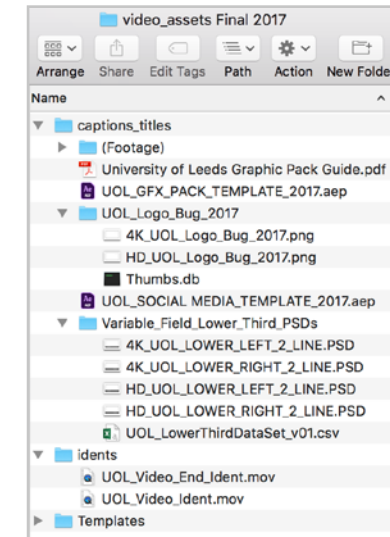 video_assets Final 2017
Arrange Share Edit Tags Path Action New Folde
Name
captions_titles
(Footage)
University of Leeds Graphic Pack Guide.pdf
UOL_GFX_PACK_TEMPLATE_2017.aep
UOL_Logo_Bug_2017
4K_UOL_Logo_Bug_2017.png
HD_UOL_Logo_Bug_2017.png
Thumbs.db
UOL_SOCIAL MEDIA_TEMPLATE_2017.aep
Variable_Field_Lower_Third_PSDs
4K_UOL_LOWER_LEFT_2_LINE.PSD
4K_UOL_LOWER_RIGHT_2_LINE.PSD
HD_UOL_LOWER_LEFT_2_LINE.PSD
HD_UOL_LOWER_RIGHT_2_LINE.PSD
UOL_LowerThirdDataSet_v01.csv
idents
UOL_Video_End_Ident.mov
UOL_Video_Ident.mov
Templates